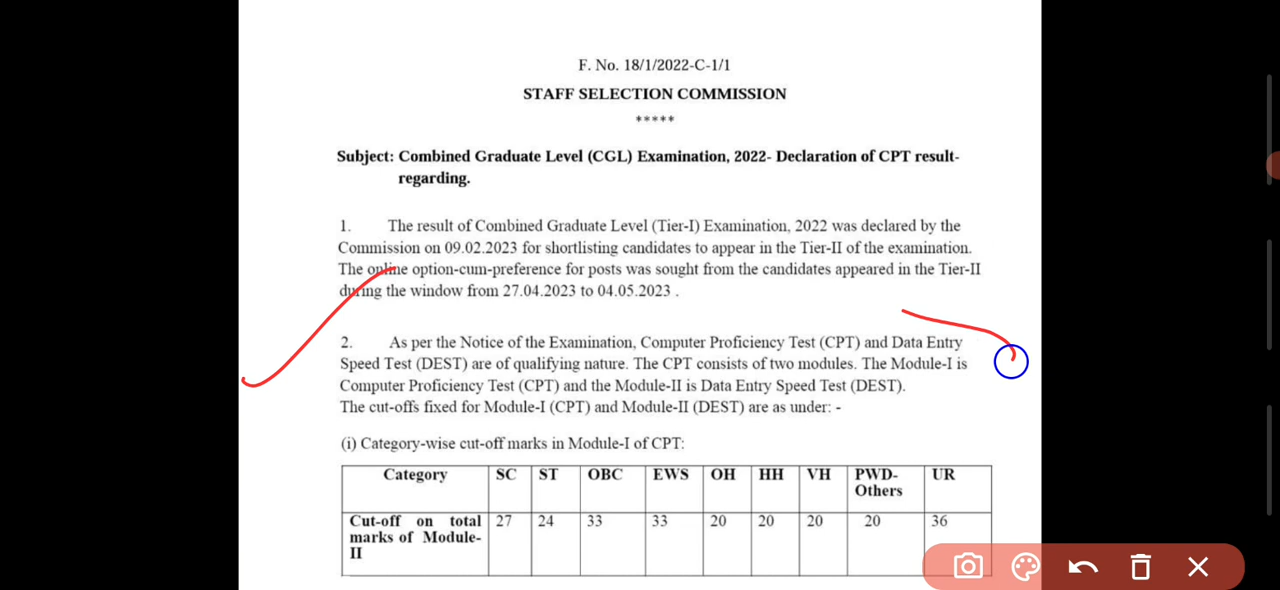 F. No. 18/1/2022-C-1/1
STAFF SELECTION COMMISSION
*****
Subject: Combined Graduate Level (CGL) Examination, 2022- Declaration of CPT result-
regarding.
1. The result of Combined Graduate Level (Tier-I) Examination, 2022 was declared by the
Commission on 09.02.2023 for shortlisting candidates to appear in the Tier-II of the examination.
The online option-cum-preference for posts was sought from the candidates appeared in the Tier-II
during the window from 27.04.2023 to 04.05.2023 .
2. As per the Notice of the Examination, Computer Proficiency Test (CPT) and Data Entry
Speed Test (DEST) are of qualifying nature. The CPT consists of two modules. The Module-I is
Computer Proficiency Test (CPT) and the Module-II is Data Entry Speed Test (DEST).
The cut-offs fixed for Module-I (CPT) and Module-II (DEST) are as under: -
(i) Category-wise cut-off marks in Module-I of CPT:
Category SC ST OBC EWS OH HH VH PWD- UR
Others
Cut-off on total 27 24 33 33 20 20 20 20 36
marks of Module-
II